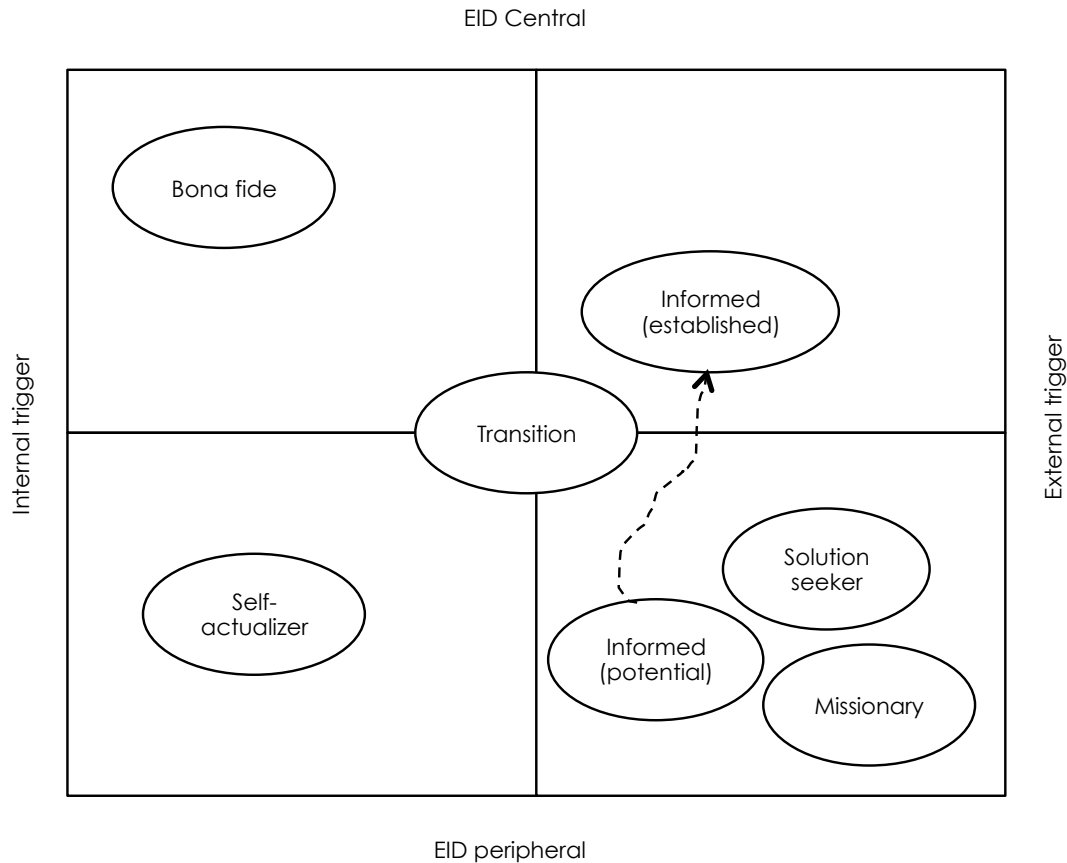 EID Central
Bona fide
Informed
(established)
Internal trigger
External trigger
Transition
Solution
seeker
Self-
actualizer
Informed
(potential)
Missionary
EID peripheral